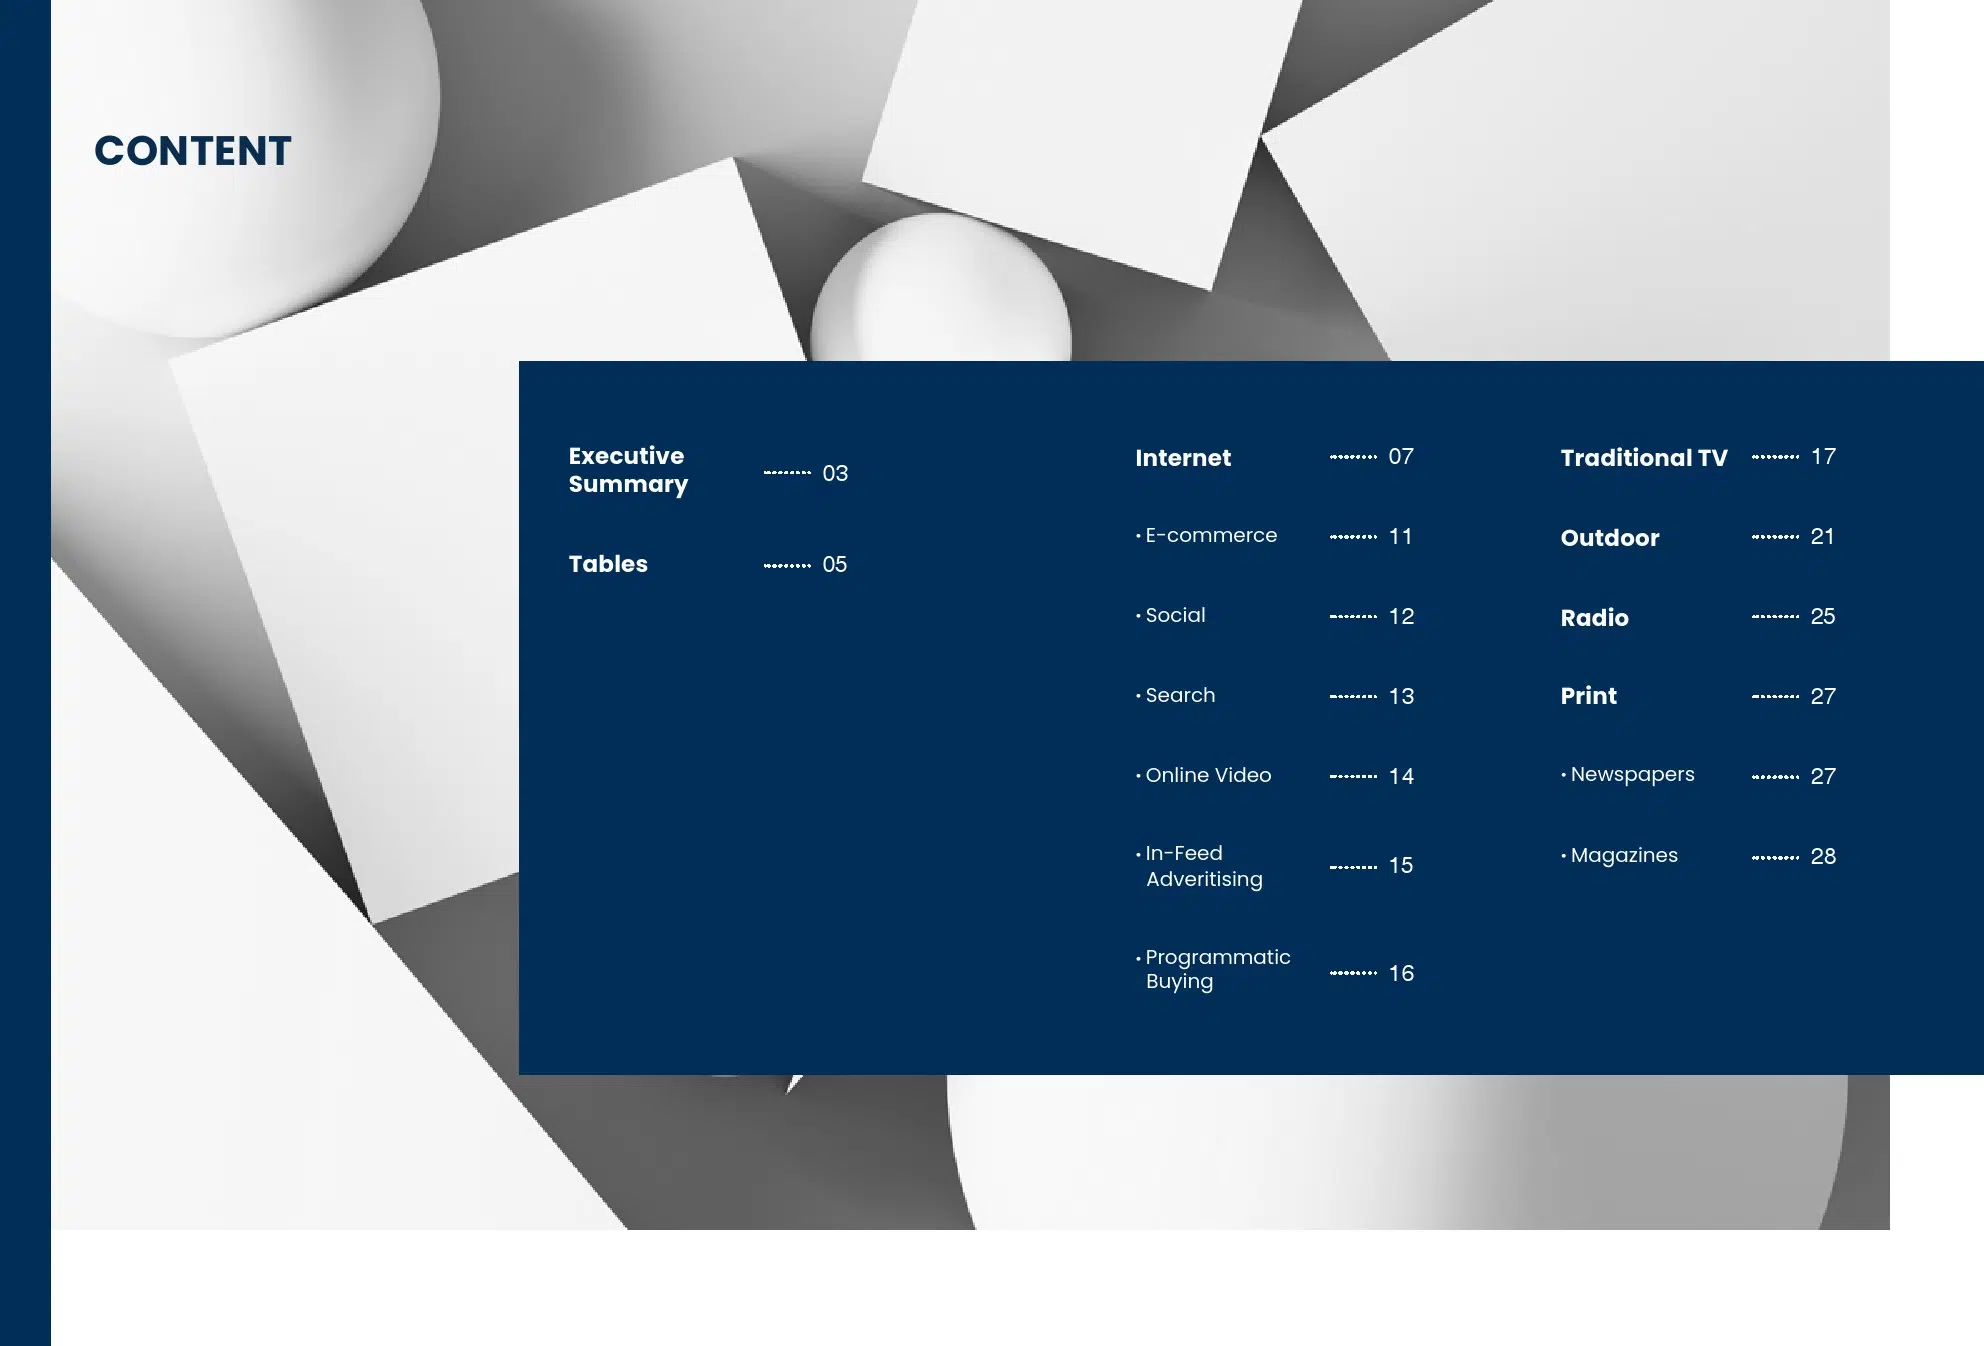 CONTENT
Executive
Summary ........ 03
Tables ........ 05
Internet ........ 07
• E-commerce ........ 11
• Social ........ 12
• Search ........ 13
• Online Video ........ 14
• In-Feed
Adveritising ........ 15
• Programmatic
Buying ........ 16
Traditional TV ........ 17
Outdoor ........ 21
Radio ........ 25
Print ........ 27
• Newspapers ........ 27
• Magazines ........ 28